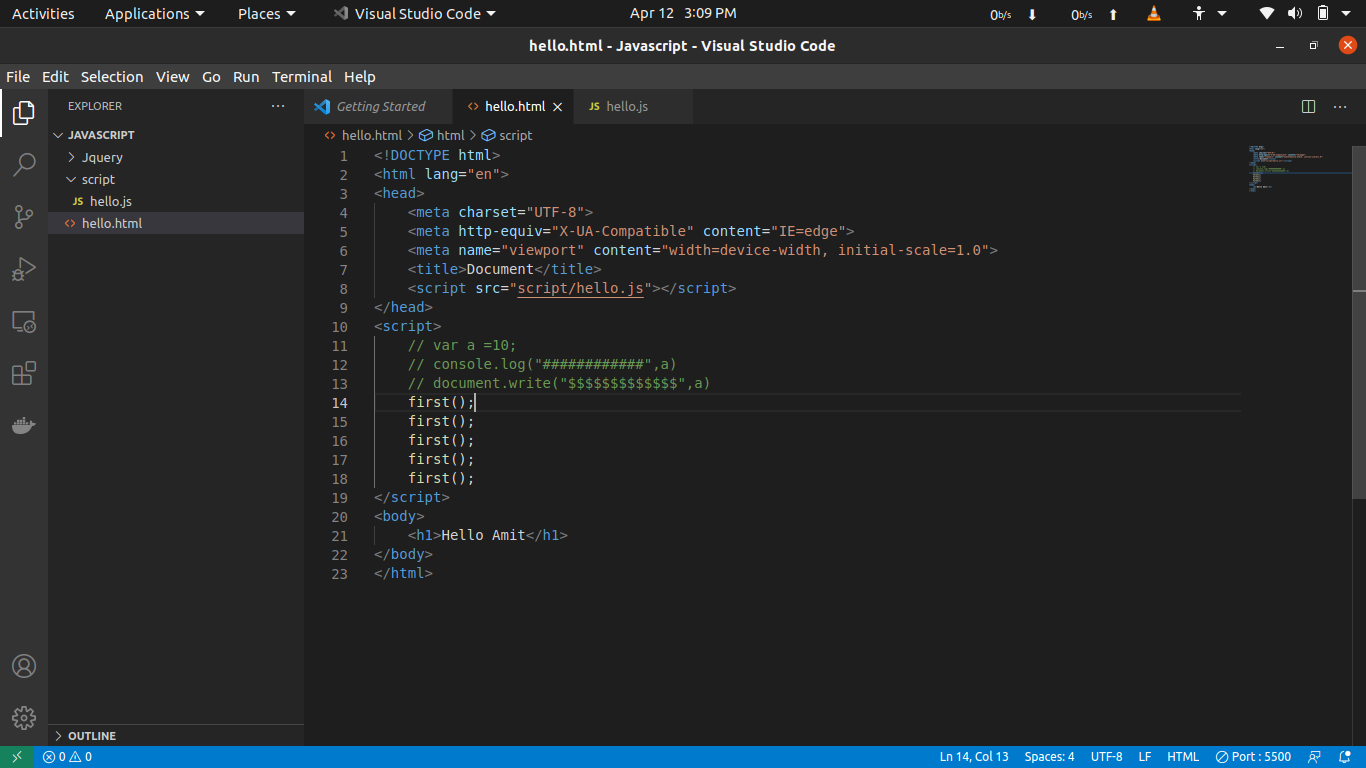 Activities Applications Places Visual Studio Code Apr 12 3:09 PM 0b/s 0b/s
hello.html - Javascript - Visual Studio Code
File Edit Selection View Go Run Terminal Help
EXPLORER
JAVASCRIPT
Jquery
script
JS hello.js
<> hello.html
OUTLINE
Getting Started <> hello.html JS hello.js
<> hello.html > html > script
1 <!DOCTYPE html>
2 <html lang="en">
3 <head>
4     <meta charset="UTF-8">
5     <meta http-equiv="X-UA-Compatible" content="IE=edge">
6     <meta name="viewport" content="width=device-width, initial-scale=1.0">
7     <title>Document</title>
8     <script src="script/hello.js"></script>
9 </head>
10 <script>
11     // var a =10;
12     // console.log("############",a)
13     // document.write("$$$$$$$$$$$$$",a)
14     first();
15     first();
16     first();
17     first();
18     first();
19 </script>
20 <body>
21     <h1>Hello Amit</h1>
22 </body>
23 </html>
0 0 Ln 14, Col 13 Spaces: 4 UTF-8 LF HTML Port : 5500